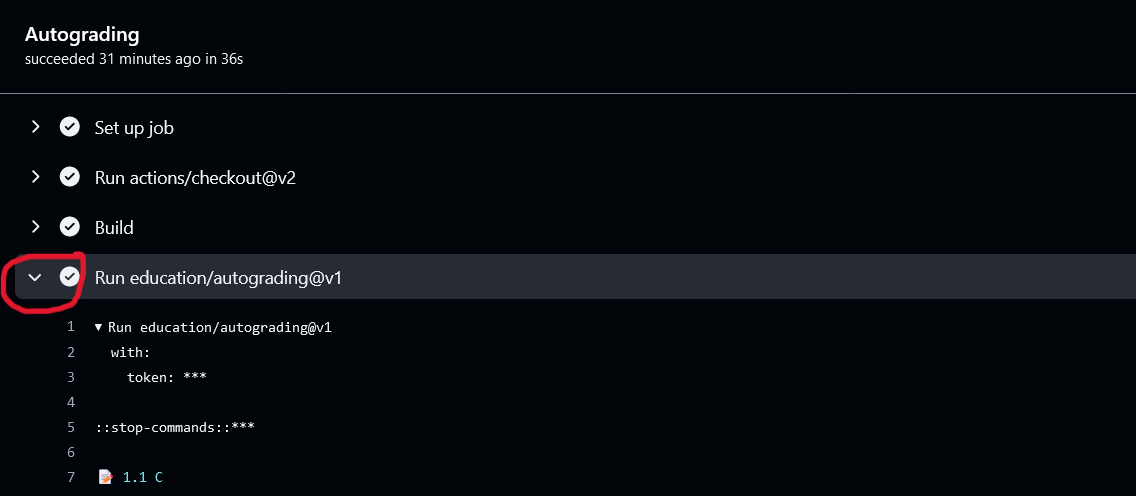 Autograding
succeeded 31 minutes ago in 36s
Set up job
Run actions/checkout@v2
Build
Run education/autograding@v1
1 ▼ Run education/autograding@v1
2 with:
3 token: ***
4
5 ::stop-commands::***
6
7 📝 1.1 C